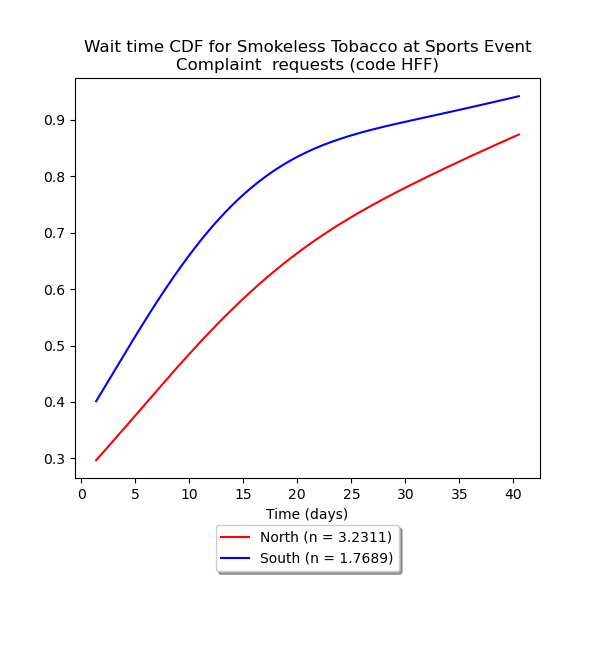 Wait time CDF for Smokeless Tobacco at Sports Event
Complaint  requests (code HFF)
0.9
0.8
0.7
0.6
0.5
0.4
0.3
0 5 10 15 20 25 30 35 40
Time (days)
North (n = 3.2311)
South (n = 1.7689)